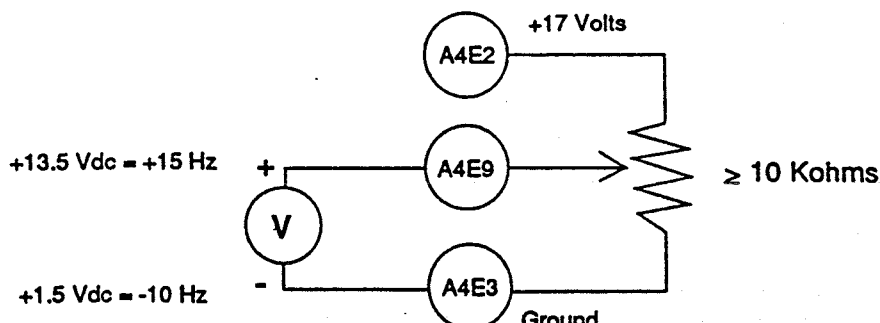 +17 Volts
A4E2
+13.5 Vdc = +15 Hz
+
A4E9
≥ 10 Kohms
V
+1.5 Vdc = -10 Hz
-
A4E3
Ground